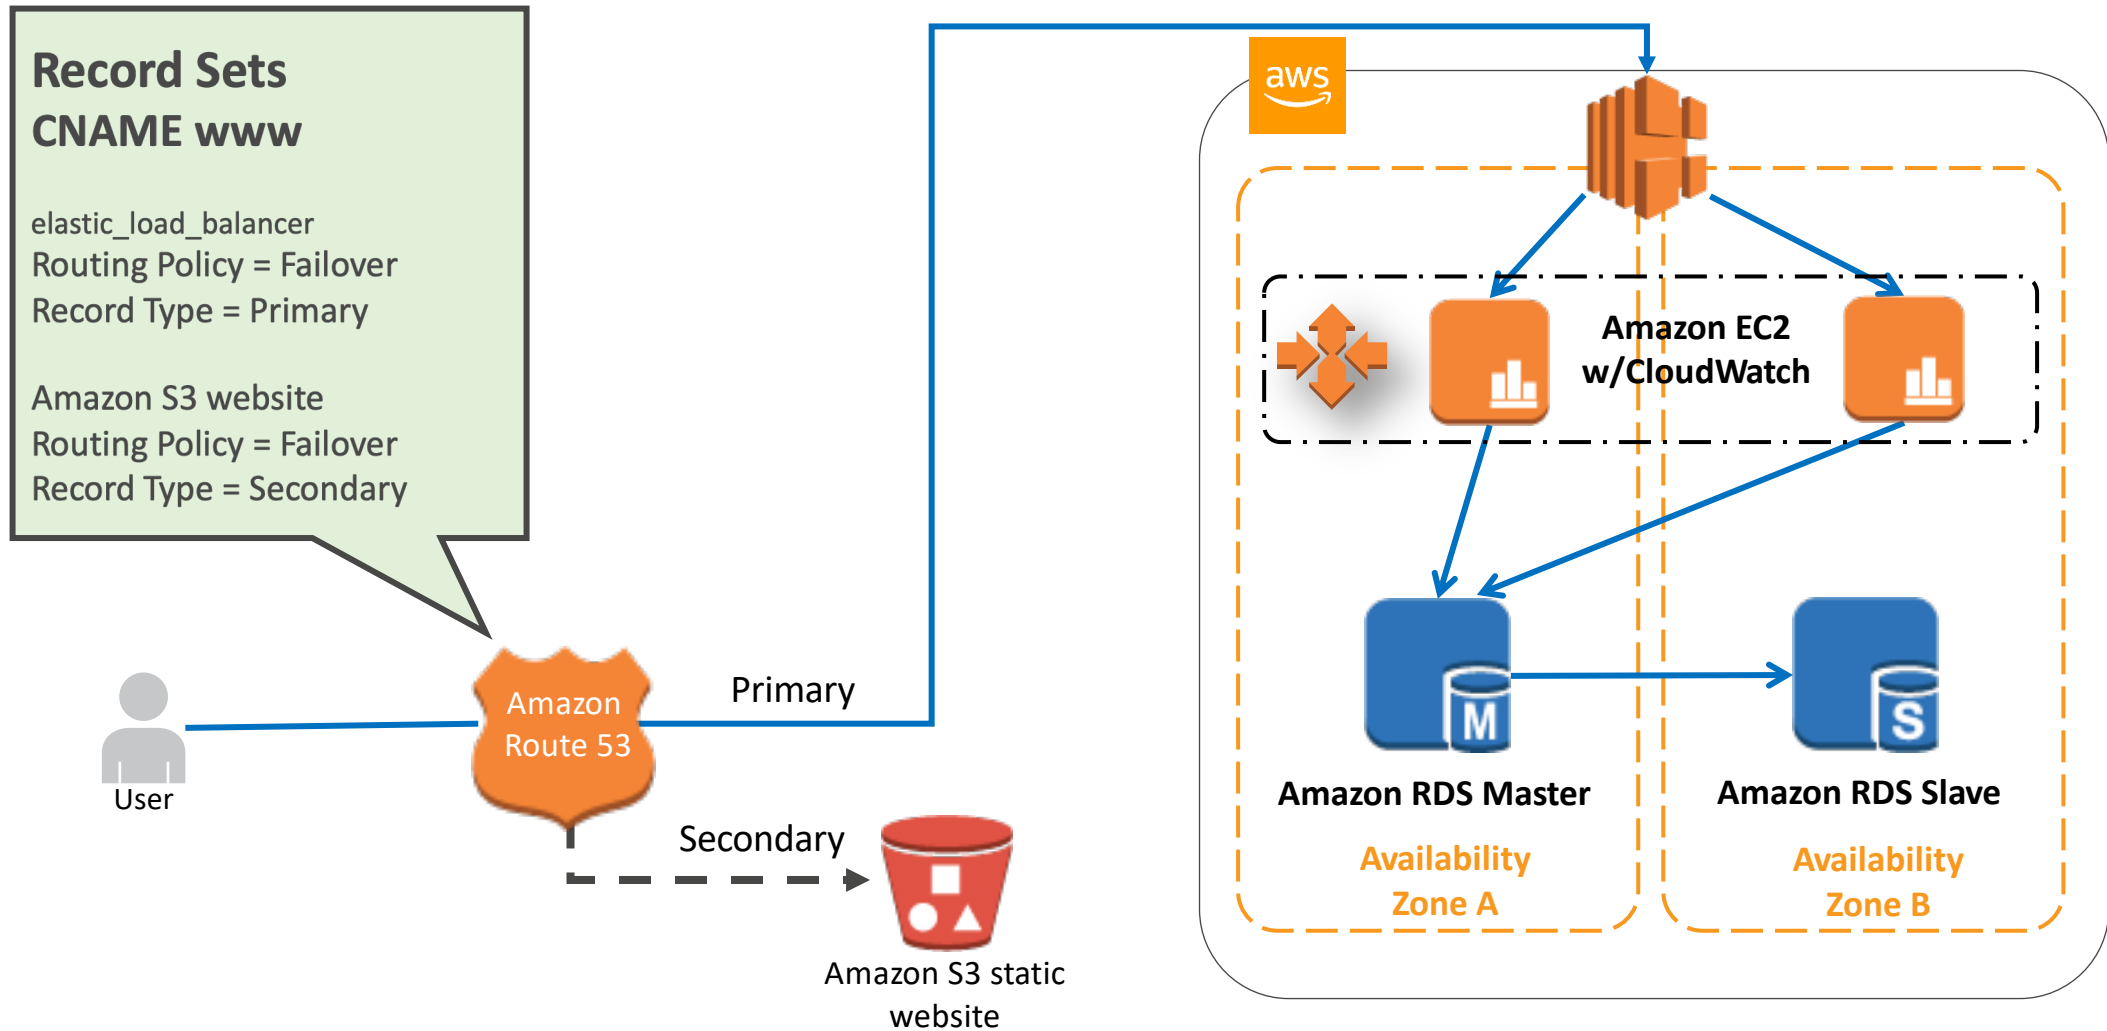 Record Sets
CNAME www
elastic_load_balancer
Routing Policy = Failover
Record Type = Primary
Amazon S3 website
Routing Policy = Failover
Record Type = Secondary
aws
Amazon EC2
w/CloudWatch
User
Amazon
Route 53
Primary
Secondary
Amazon S3 static
website
M
S
Amazon RDS Master
Amazon RDS Slave
Availability
Zone A
Availability
Zone B